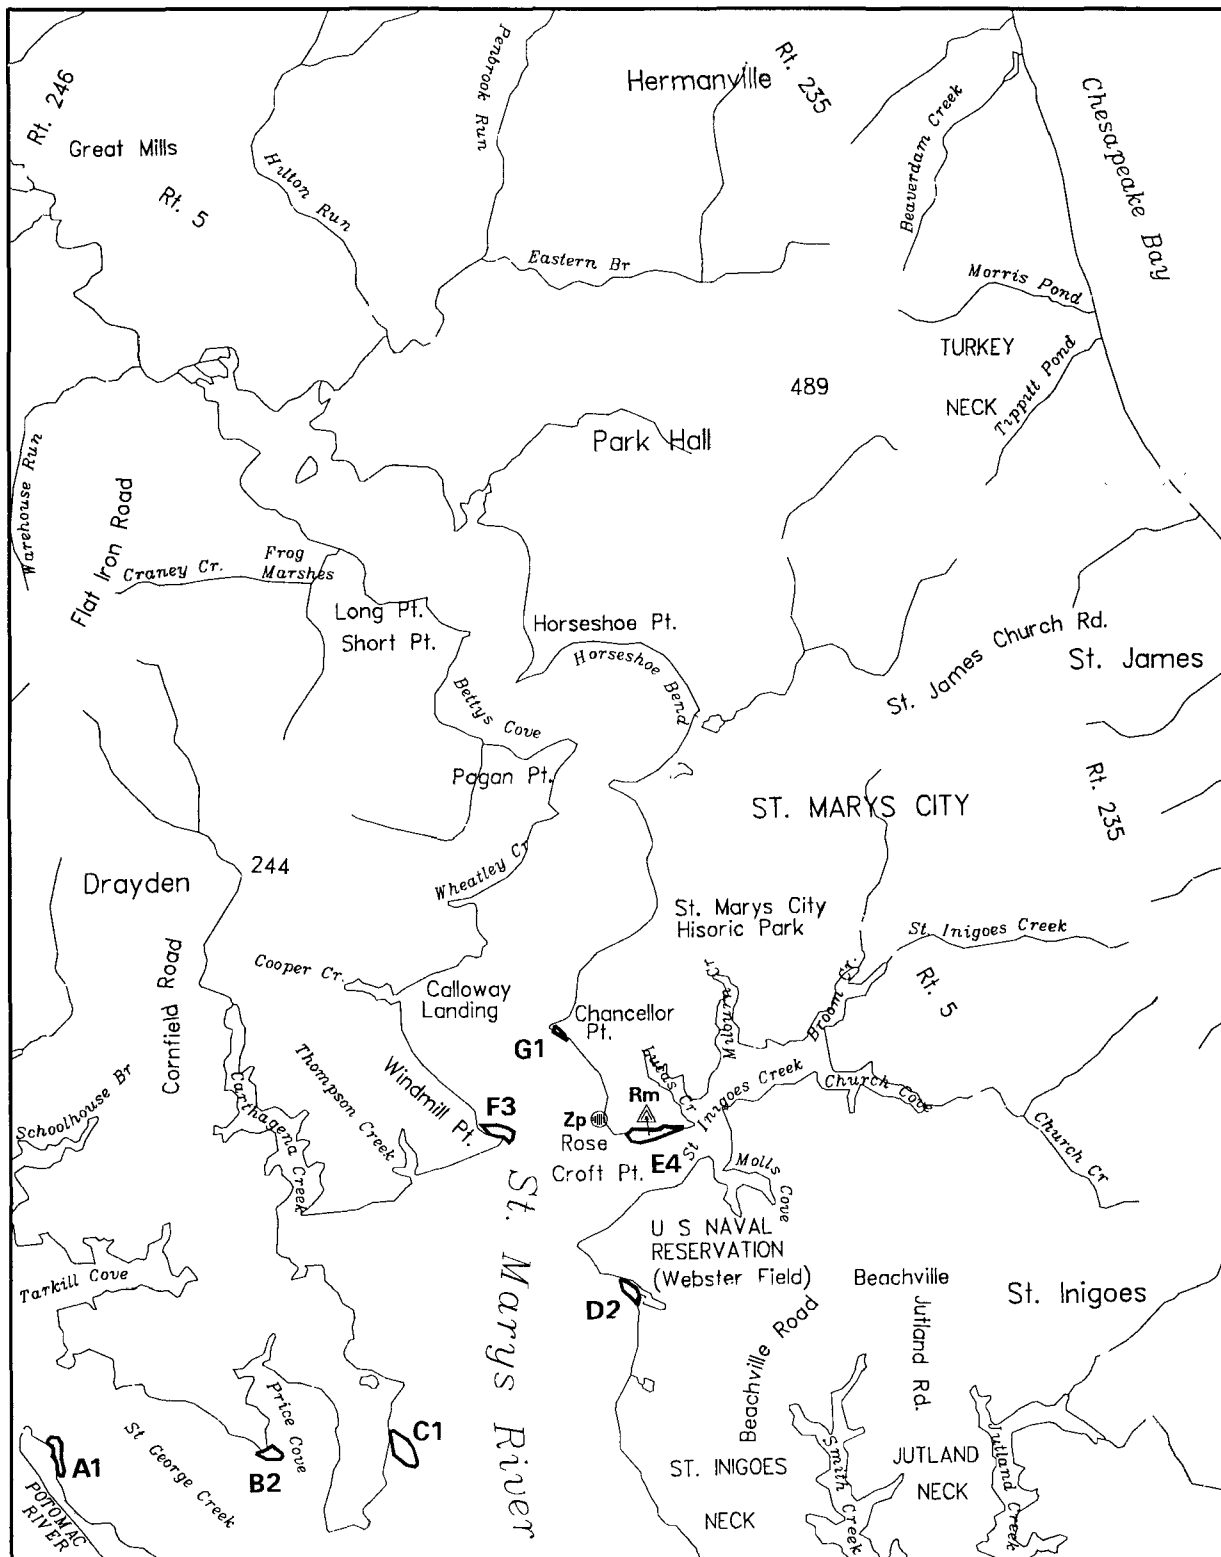 Rt. 246
Great Mills
Rt. 5
Hilton Run
Penbrook Run
Hermanville
Rt. 235
Beaverdam Creek
Chesapeake Bay
Eastern Br
Morris Pond
TURKEY
NECK
Tippitt Pond
489
Park Hall
Warehouse Run
Flat Iron Road
Craney Cr.
Frog
Marshes
Long Pt.
Short Pt.
Horseshoe Pt.
Horseshoe Bend
St. James Church Rd.
St. James
Bettys Cove
Pagan Pt.
ST. MARYS CITY
Rt. 235
244
Drayden
Wheatley Cr
St. Marys City
Hisoric Park
St. Inigoes Creek
Cornfield Road
Cooper Cr.
Calloway
Landing
Chancellor
Pt.
G1
Milburn Cr
Broom Cr.
Rt. 5
Schoolhouse Br
Carthagena Creek
Thompson Creek
Windmill Pt.
F3
Zp
Rm
Lucas Cr
St Inigoes Creek
Church Cove
Church Cr
Rose
Croft Pt.
E4
Molls Cove
St. Marys River
U S NAVAL
RESERVATION
(Webster Field)
Beachville
St. Inigoes
Tarkill Cove
D2
Beachville Road
Jutland Rd.
Price Cove
C1
A1
B2
St George Creek
POTOMAC
RIVER
ST. INIGOES
NECK
Smith Creek
JUTLAND
NECK
Jutland Creek